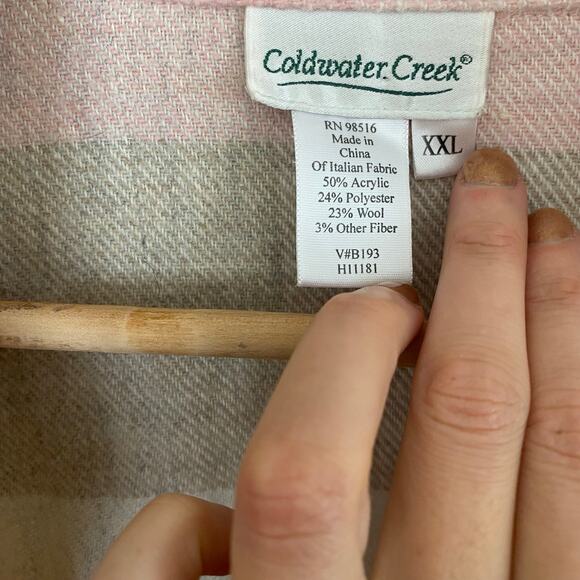 Coldwater Creek®
RN 98516
Made in
China
Of Italian Fabric
50% Acrylic
24% Polyester
23% Wool
3% Other Fiber
V#B193
H11181
XXL